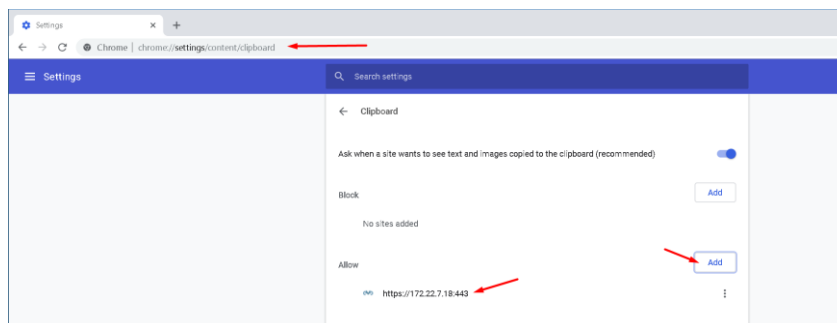 Settings
Chrome | chrome://settings/content/clipboard
Settings
Search settings
Clipboard
Ask when a site wants to see text and images copied to the clipboard (recommended)
Block
Add
No sites added
Allow
Add
https://172.22.7.18:443